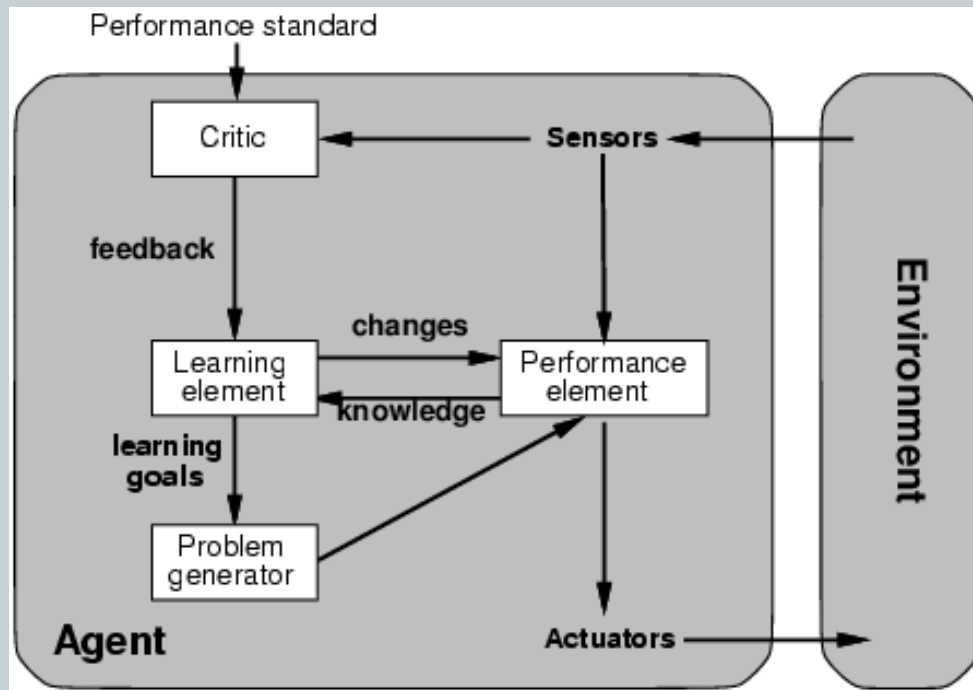 Performance standard
Critic
Sensors
feedback
changes
Learning
element
Performance
element
knowledge
learning
goals
Problem
generator
Agent
Actuators
Environment